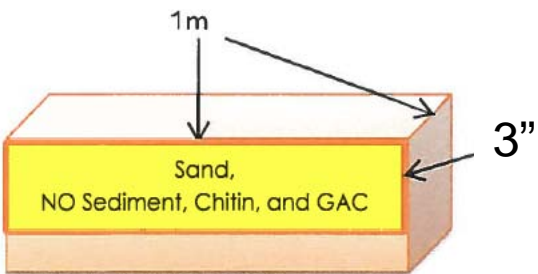 1m
3”
Sand,
NO Sediment, Chitin, and GAC